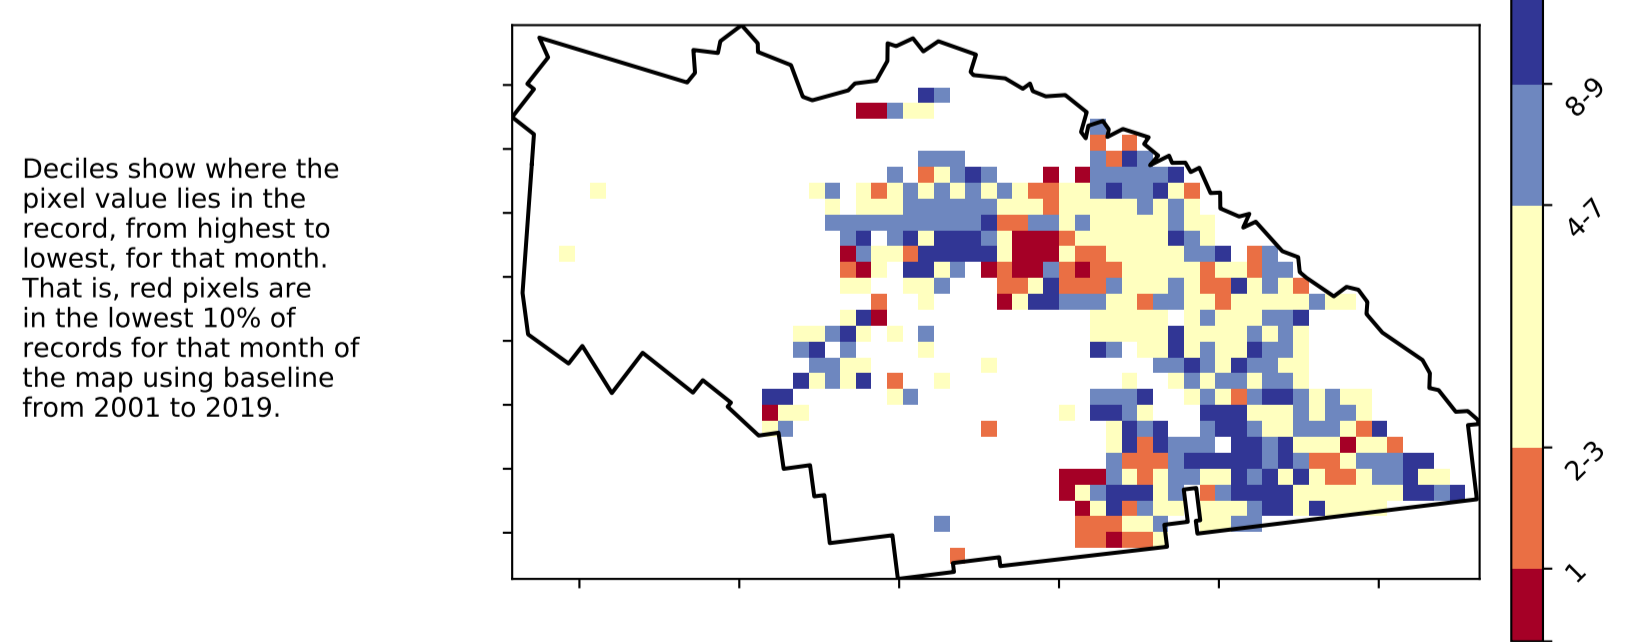 Deciles show where the
pixel value lies in the
record, from highest to
lowest, for that month.
That is, red pixels are
in the lowest 10% of
records for that month of
the map using baseline
from 2001 to 2019.
8-9
4-7
2-3
1